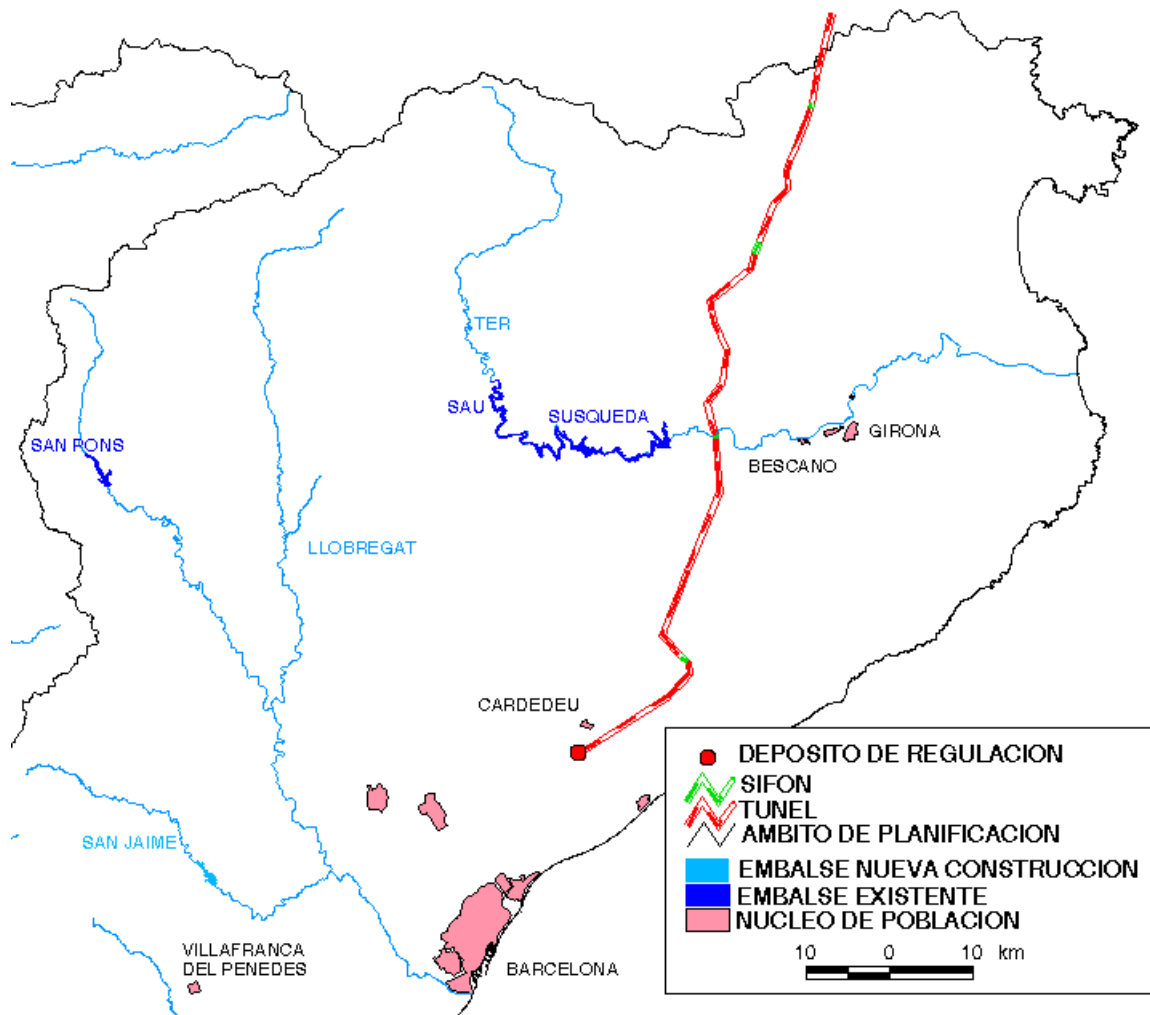 TER
SAU
SUSQUEDA
SAN PONS
GIRONA
BESCANO
LLOBREGAT
CARDEDEU
SAN JAIME
VILLAFRANCA
DEL PENEDES
BARCELONA
DEPOSITO DE REGULACION
SIFON
TUNEL
AMBITO DE PLANIFICACION
EMBALSE NUEVA CONSTRUCCION
EMBALSE EXISTENTE
NUCLEO DE POBLACION
10 0 10 km